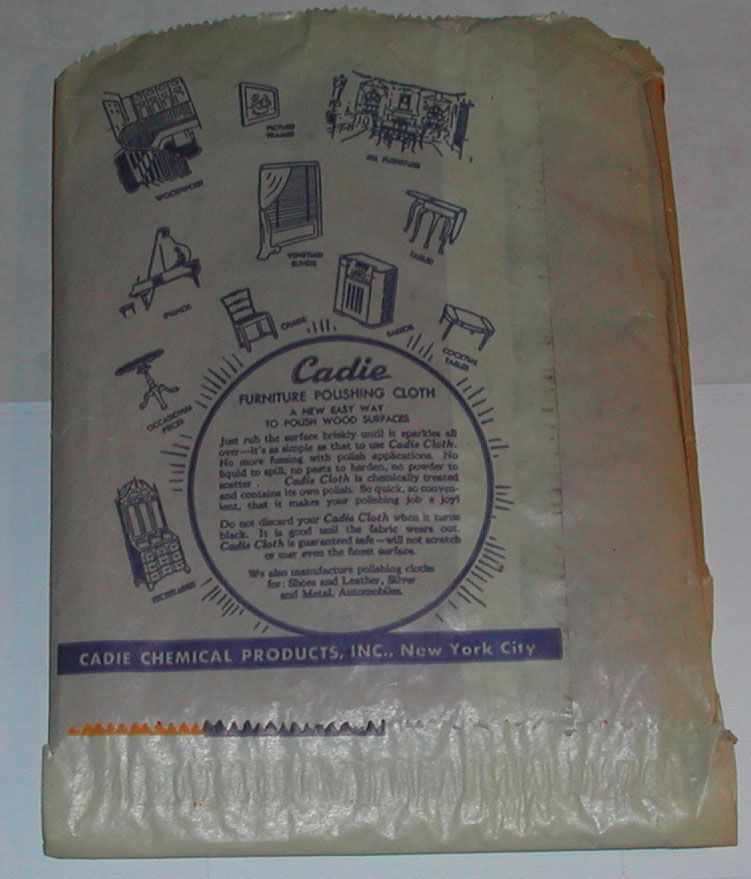 WOODWORK
PICTURE
FRAMES
ALL FURNITURE
VENETIAN
BLINDS
TABLES
PIANOS
CHAIRS
RADIOS
COCKTAIL
TABLES
OCCASIONAL
PIECES
SECRETARIES
Cadie
FURNITURE POLISHING CLOTH
A NEW EASY WAY
TO POLISH WOOD SURFACES
Just rub the surface briskly until it sparkles all
over—it's as simple as that to use Cadie Cloth.
No more fussing with polish applications. No
liquid to spill, no paste to harden, no powder to
scatter. Cadie Cloth is chemically treated
and contains its own polish. So quick, so conven-
ient, that it makes your polishing job a joy!
Do not discard your Cadie Cloth when it turns
black. It is good until the fabric wears out.
Cadie Cloth is guaranteed safe—will not scratch
or mar even the finest surface.
We also manufacture polishing cloths
for: Shoes and Leather, Silver
and Metal, Automobiles.
CADIE CHEMICAL PRODUCTS, INC., New York City